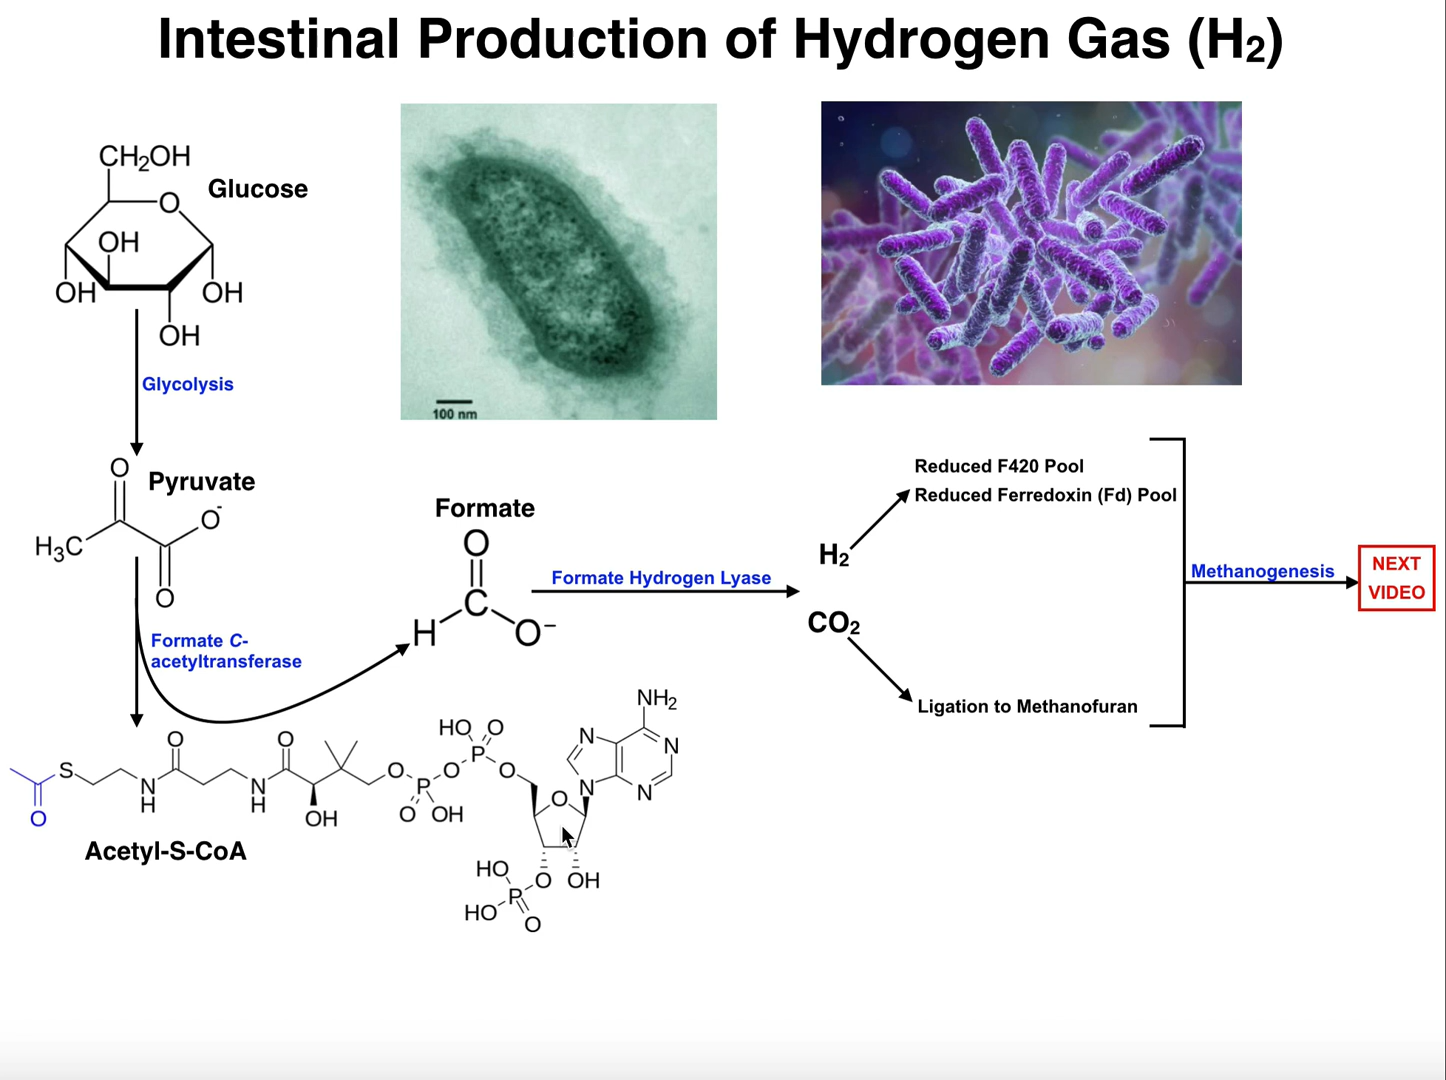 Intestinal Production of Hydrogen Gas (H₂)
CH₂OH
O
Glucose
OH
OH
OH
OH
Glycolysis
100 nm
O
Pyruvate
O⁻
H₃C
O
Formate C-
acetyltransferase
Formate
O
C
H
O⁻
Formate Hydrogen Lyase
H₂
CO₂
Reduced F420 Pool
Reduced Ferredoxin (Fd) Pool
Ligation to Methanofuran
Methanogenesis
NEXT
VIDEO
NH₂
N
N
N
N
HO O
P
O
O
O
P
O OH
O
O
S
N
H
N
H
OH
O
O
HO
O OH
P
HO
O
Acetyl-S-CoA